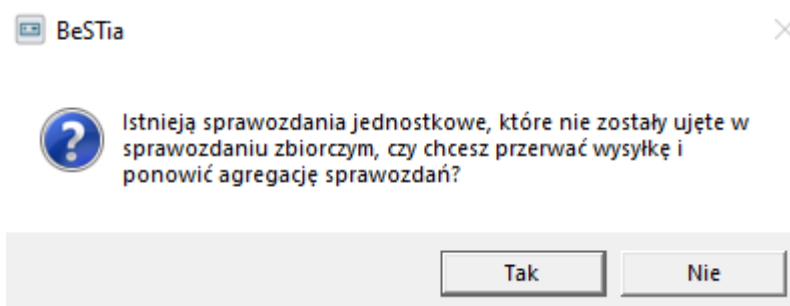 BeSTia
Istnieją sprawozdania jednostkowe, które nie zostały ujęte w
sprawozdaniu zbiorczym, czy chcesz przerwać wysyłkę i
ponowić agregację sprawozdań?
Tak Nie